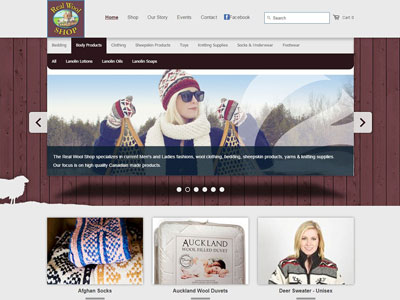 Real Wool
SHOP
Home Shop Our Story Events Contact Us Facebook
Search
Cart 0
Bedding Body Products Clothing Sheepskin Products Toys Knitting Supplies Socks & Underwear Footwear
All Lanolin Lotions Lanolin Oils Lanolin Soaps
The Real Wool Shop specializes in current Men's and Ladies fashions, wool clothing, bedding, sheepskin products, yarns & knitting supplies.
Our focus is on high quality Canadian made products.
AUCKLAND
WOOL FILLED DUVET
Afghan Socks
Auckland Wool Duvets
Deer Sweater - Unisex